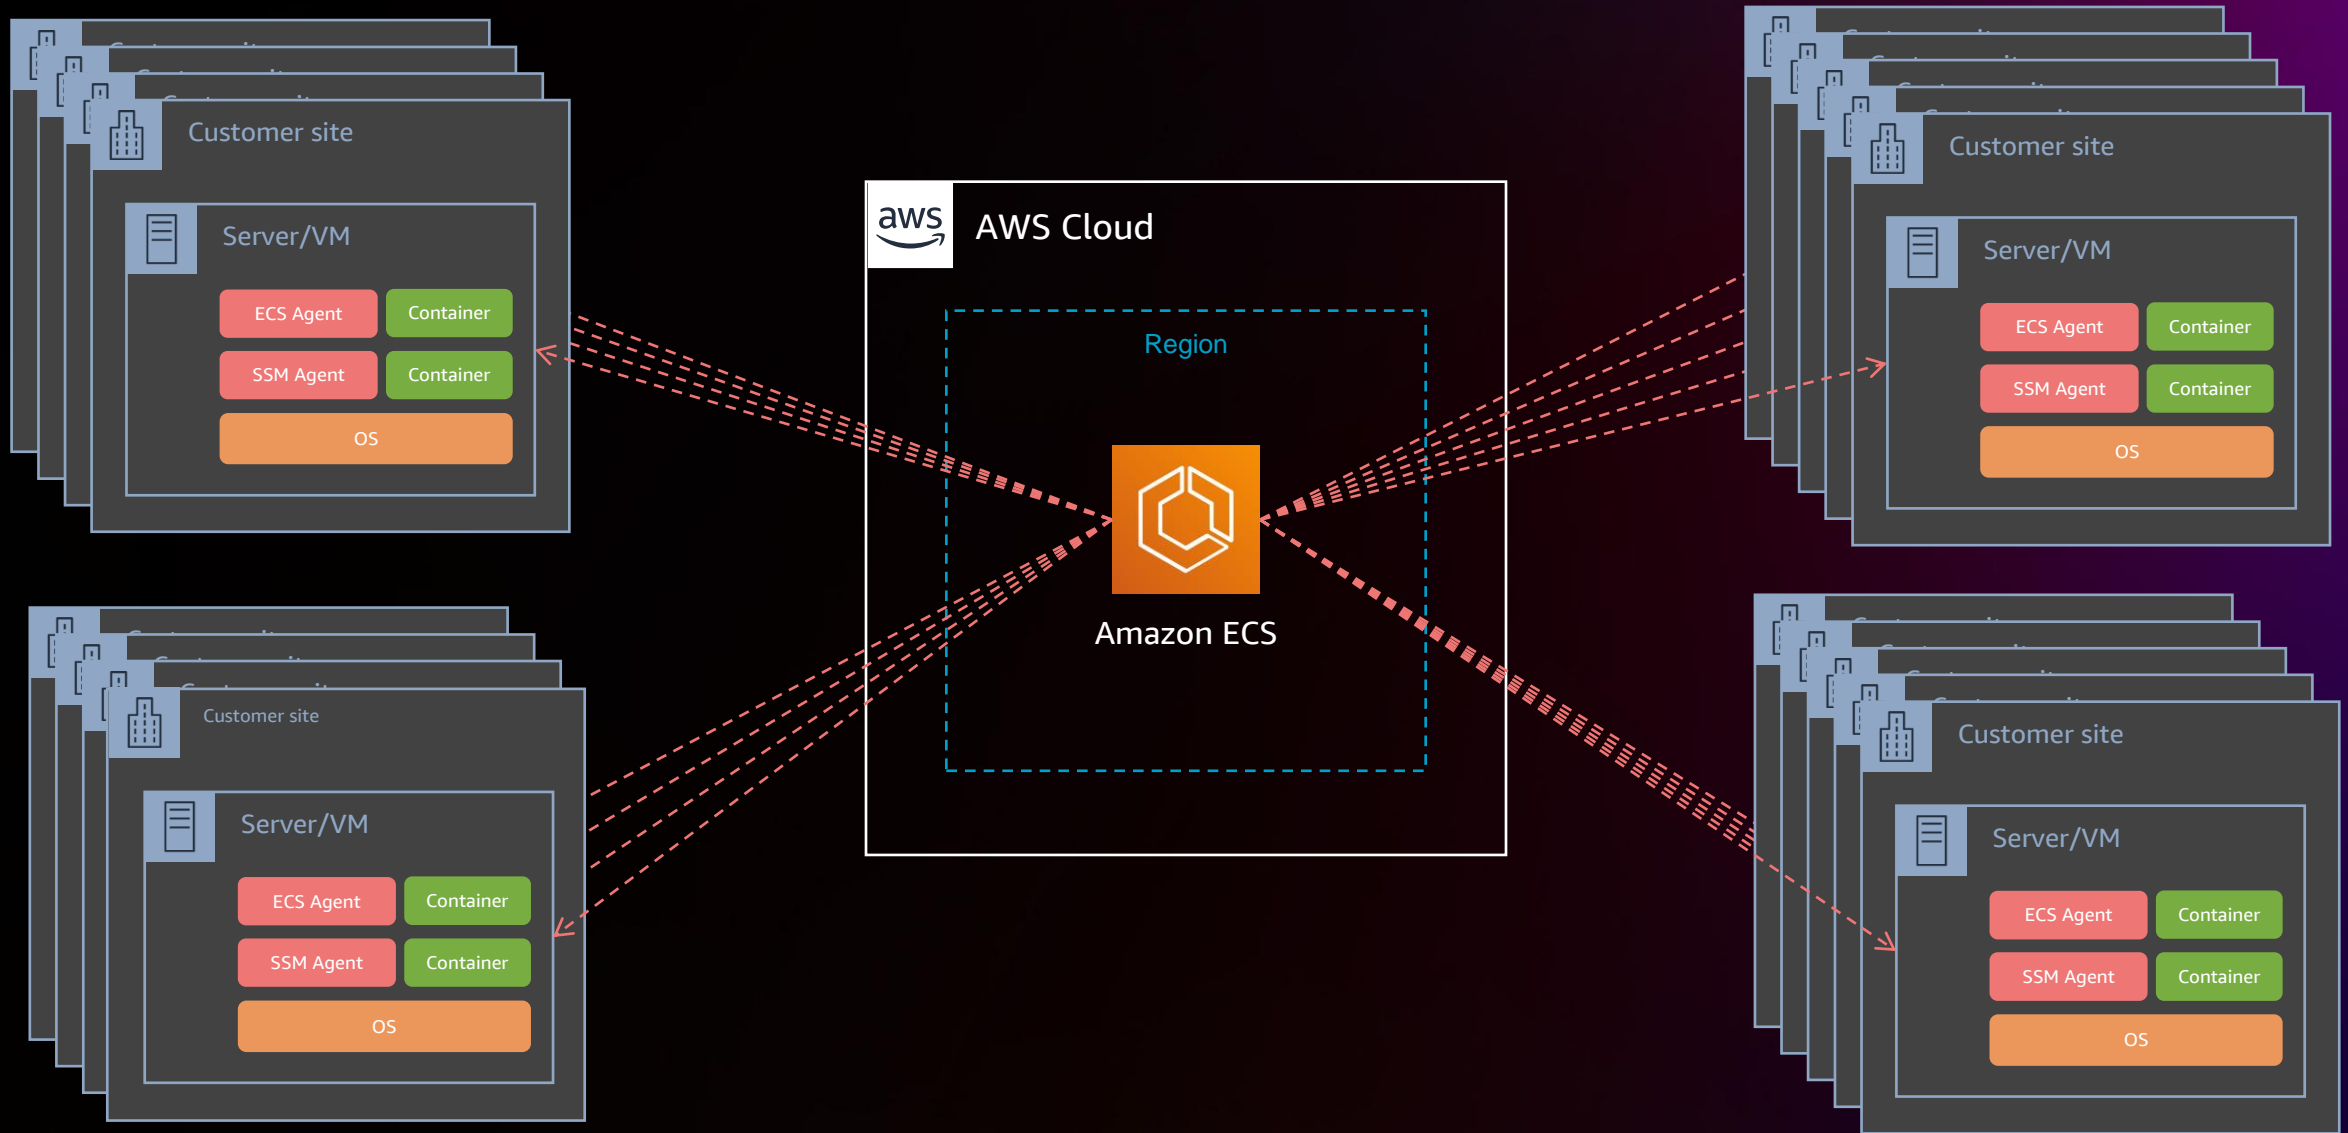 Customer site
Server/VM
ECS Agent
Container
SSM Agent
Container
OS
aws
AWS Cloud
Region
Amazon ECS
Customer site
Server/VM
ECS Agent
Container
SSM Agent
Container
OS
Customer site
Server/VM
ECS Agent
Container
SSM Agent
Container
OS
Customer site
Server/VM
ECS Agent
Container
SSM Agent
Container
OS